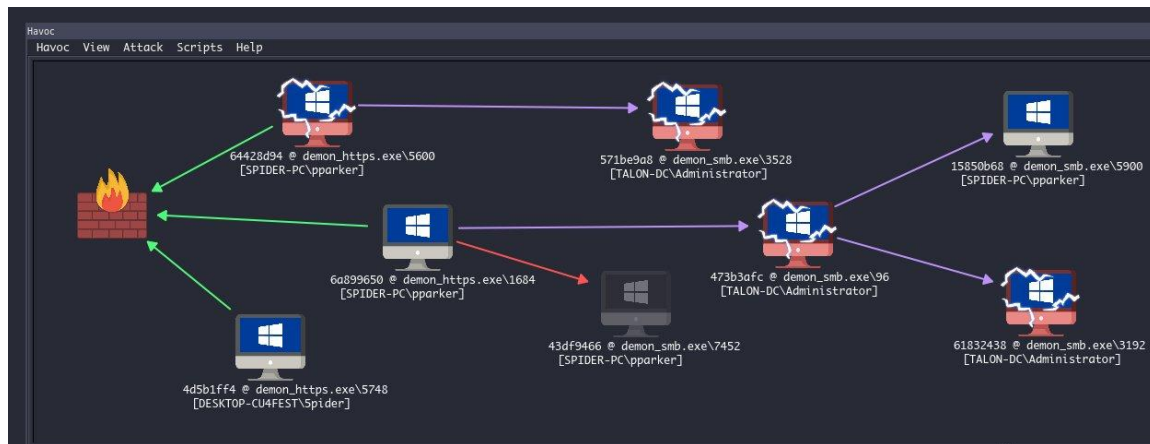 Havoc
Havoc View Attack Scripts Help
64428d94 @ demon_https.exe\5600
[SPIDER-PC\pparker]
571be9a8 @ demon_smb.exe\3528
[TALON-DC\Administrator]
15850b68 @ demon_smb.exe\5900
[SPIDER-PC\pparker]
6a899650 @ demon_https.exe\1684
[SPIDER-PC\pparker]
473b3afc @ demon_smb.exe\96
[TALON-DC\Administrator]
43df9466 @ demon_smb.exe\7452
[SPIDER-PC\pparker]
61832438 @ demon_smb.exe\3192
[TALON-DC\Administrator]
4d5b1ff4 @ demon_https.exe\5748
[DESKTOP-CU4FEST\5pider]